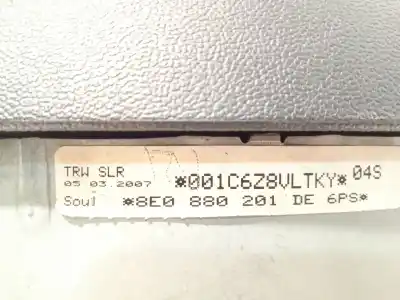 TRW SLR
05 03.2007 *001C6Z8VLTKY* 04S
Soul *8E0 880 201 DE 6PS*